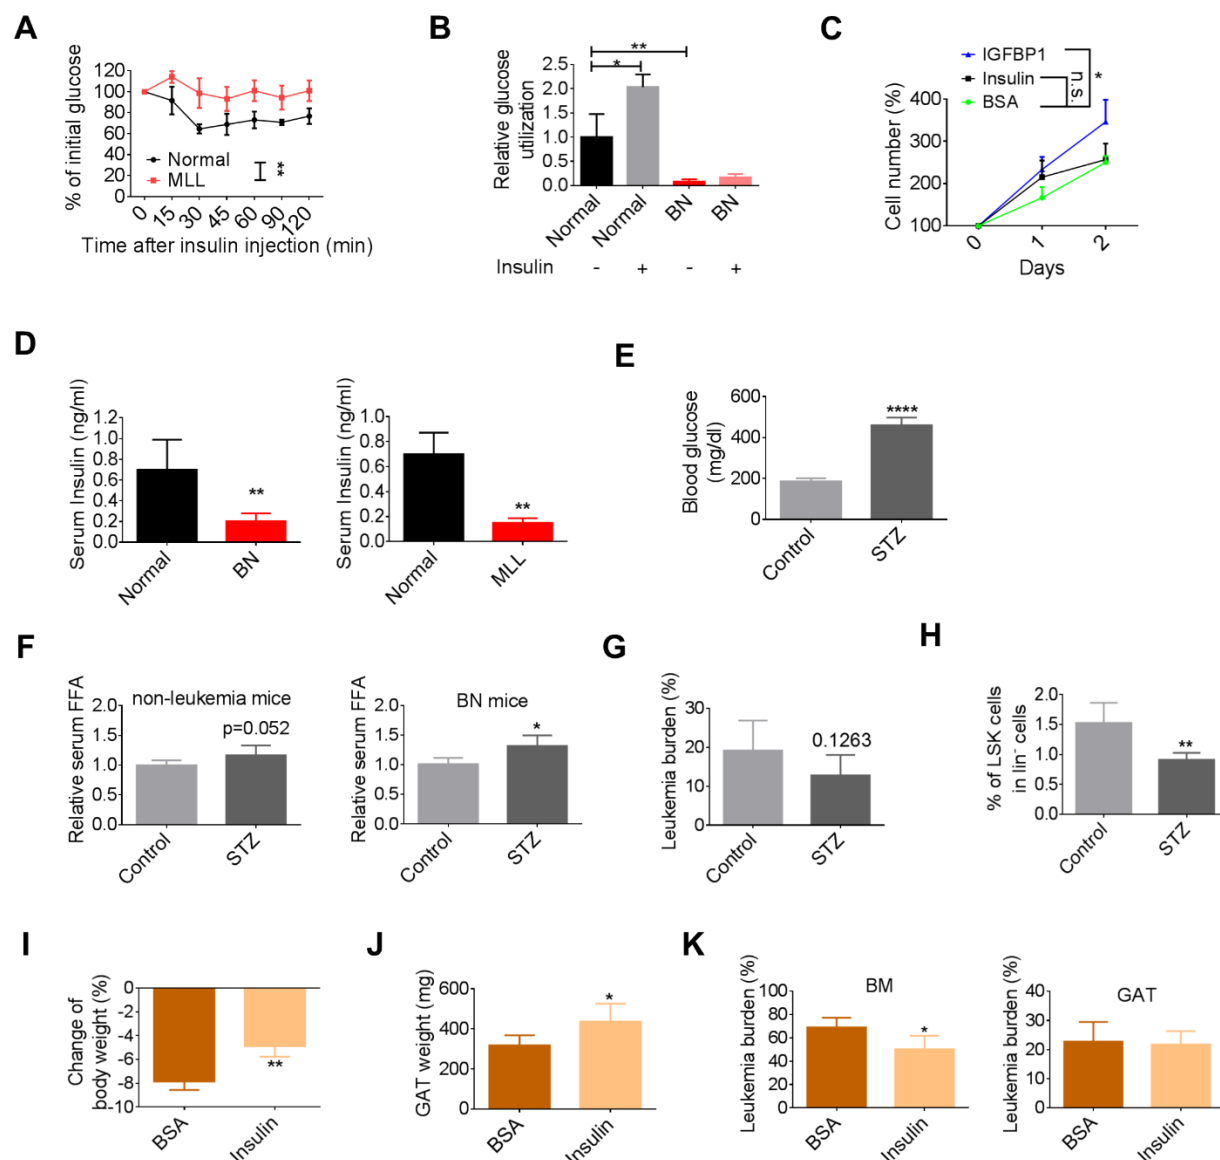 A
% of initial glucose
120
100
80
60
40
20
0
Normal
MLL
**
0
15
30
45
60
90
120
Time after insulin injection (min)
B
Relative glucose
utilization
2.5
2.0
1.5
1.0
0.5
0.0
**
*
Normal
Normal
BN
BN
Insulin - + - +
C
IGFBP1
Insulin
BSA
n.s.
*
Cell number (%)
400
300
200
100
0
1
2
Days
D
Serum Insulin (ng/ml)
1.2
1.0
0.8
0.6
0.4
0.2
0.0
**
Normal
BN
Serum Insulin (ng/ml)
1.0
0.8
0.6
0.4
0.2
0.0
**
Normal
MLL
E
Blood glucose
(mg/dl)
600
400
200
0
****
Control
STZ
F
Relative serum FFA
non-leukemia mice
2.0
1.5
1.0
0.5
0.0
p=0.052
Control
STZ
Relative serum FFA
BN mice
2.0
1.5
1.0
0.5
0.0
*
Control
STZ
G
Leukemia burden (%)
30
20
10
0
0.1263
Control
STZ
H
% of LSK cells
in lin⁻ cells
2.0
1.5
1.0
0.5
0.0
**
Control
STZ
I
Change of
body weight (%)
0
-2
-4
-6
-8
-10
**
BSA
Insulin
J
GAT weight (mg)
600
400
200
0
*
BSA
Insulin
K
Leukemia burden (%)
BM
100
80
60
40
20
0
*
BSA
Insulin
Leukemia burden (%)
GAT
40
30
20
10
0
BSA
Insulin